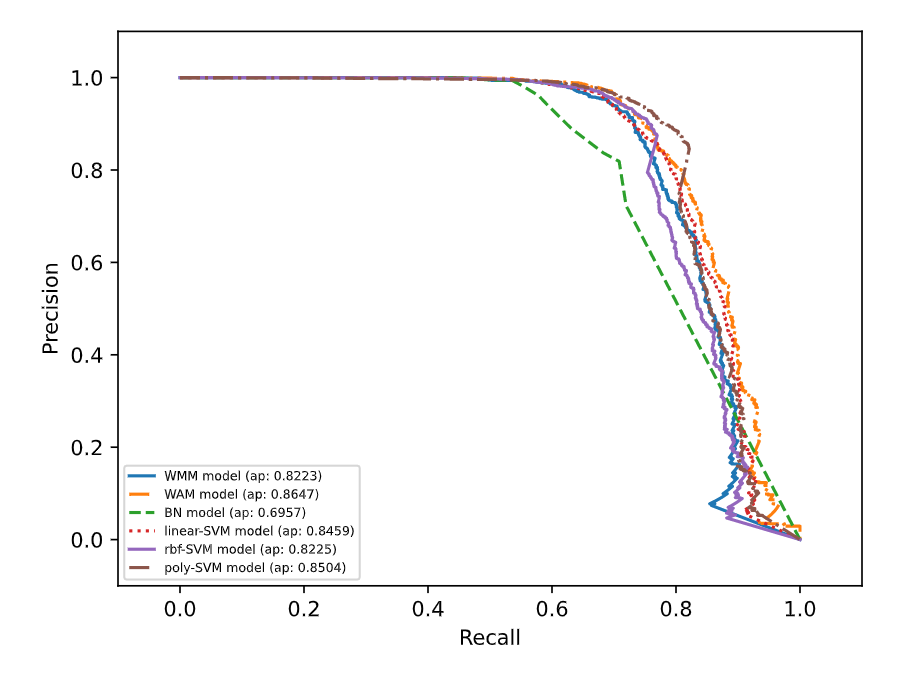 1.0
0.8
0.6
0.4
0.2
0.0
Precision
WMM model (ap: 0.8223)
WAM model (ap: 0.8647)
BN model (ap: 0.6957)
linear-SVM model (ap: 0.8459)
rbf-SVM model (ap: 0.8225)
poly-SVM model (ap: 0.8504)
0.0 0.2 0.4 0.6 0.8 1.0
Recall